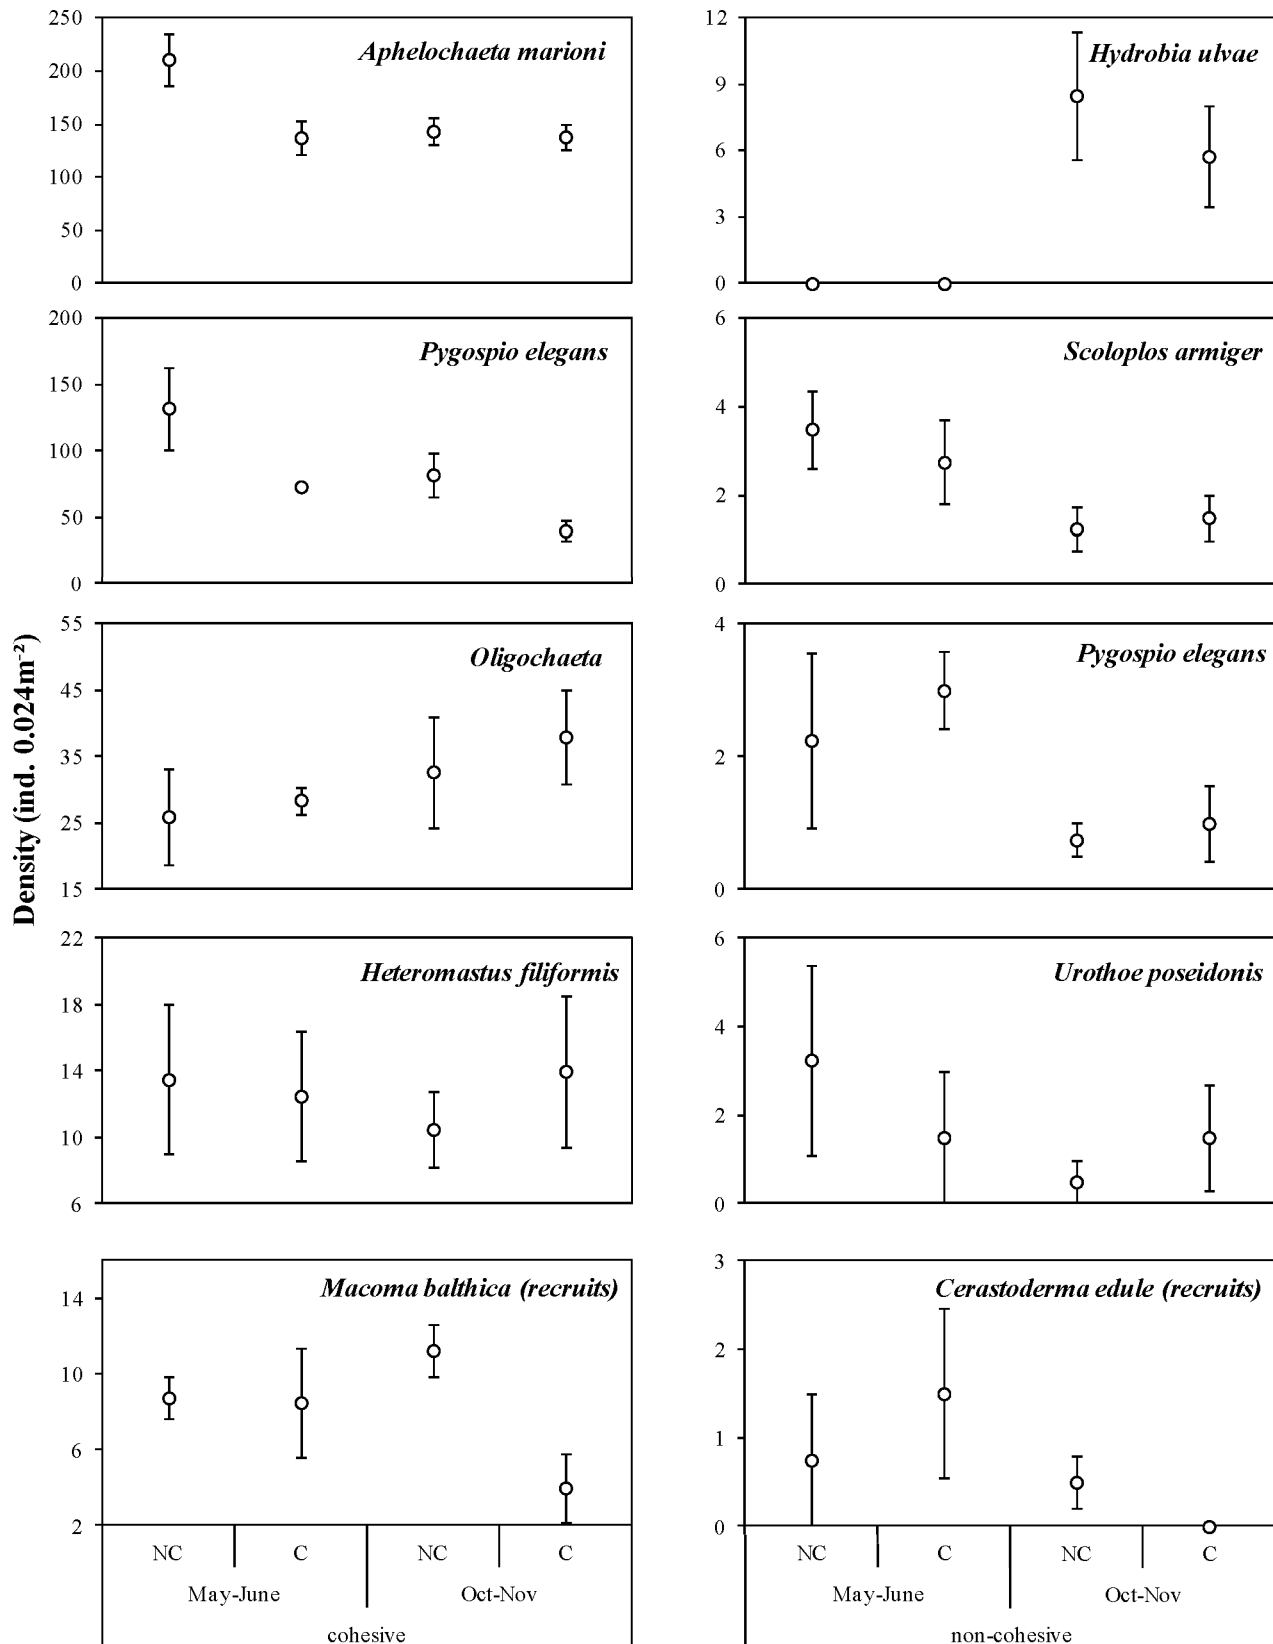 Density (ind. 0.024m⁻²)
Aphelochaeta marioni
250
200
150
100
50
0
Pygospio elegans
200
150
100
50
0
Oligochaeta
55
45
35
25
15
Heteromastus filiformis
22
18
14
10
6
Macoma balthica (recruits)
14
10
6
2
NC C NC C
May-June Oct-Nov
cohesive
Hydrobia ulvae
12
9
6
3
0
Scoloplos armiger
6
4
2
0
Pygospio elegans
4
2
0
Urothoe poseidonis
6
4
2
0
Cerastoderma edule (recruits)
3
2
1
0
NC C NC C
May-June Oct-Nov
non-cohesive